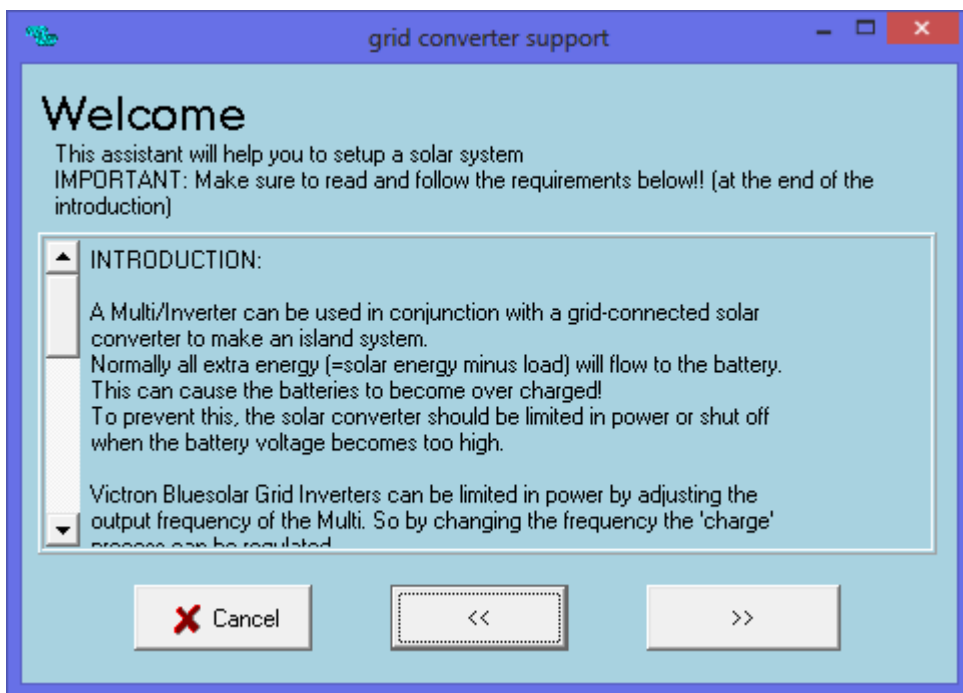 grid converter support
Welcome
This assistant will help you to setup a solar system
IMPORTANT: Make sure to read and follow the requirements below!! (at the end of the
introduction)
INTRODUCTION:
A Multi/Inverter can be used in conjunction with a grid-connected solar
converter to make an island system.
Normally all extra energy (=solar energy minus load) will flow to the battery.
This can cause the batteries to become over charged!
To prevent this, the solar converter should be limited in power or shut off
when the battery voltage becomes too high.
Victron Bluesolar Grid Inverters can be limited in power by adjusting the
output frequency of the Multi. So by changing the frequency the 'charge'
process can be regulated
Cancel
<<
>>